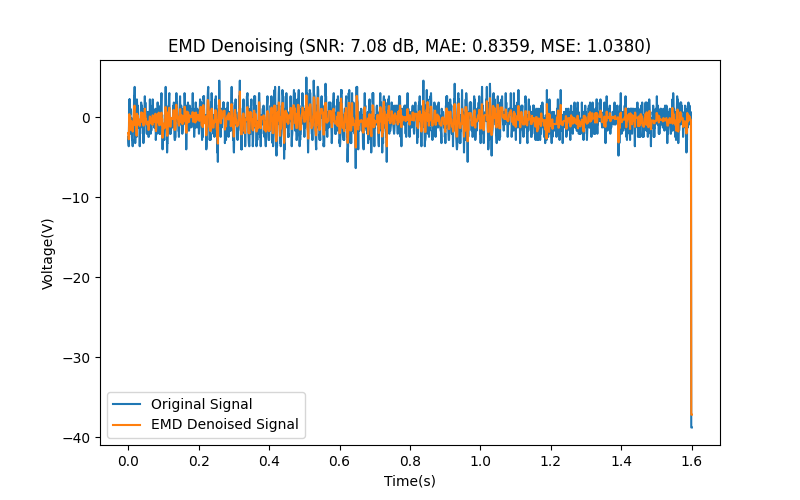 EMD Denoising (SNR: 7.08 dB, MAE: 0.8359, MSE: 1.0380)
0
−10
−20
−30
−40
Voltage(V)
Original Signal
EMD Denoised Signal
0.0 0.2 0.4 0.6 0.8 1.0 1.2 1.4 1.6
Time(s)